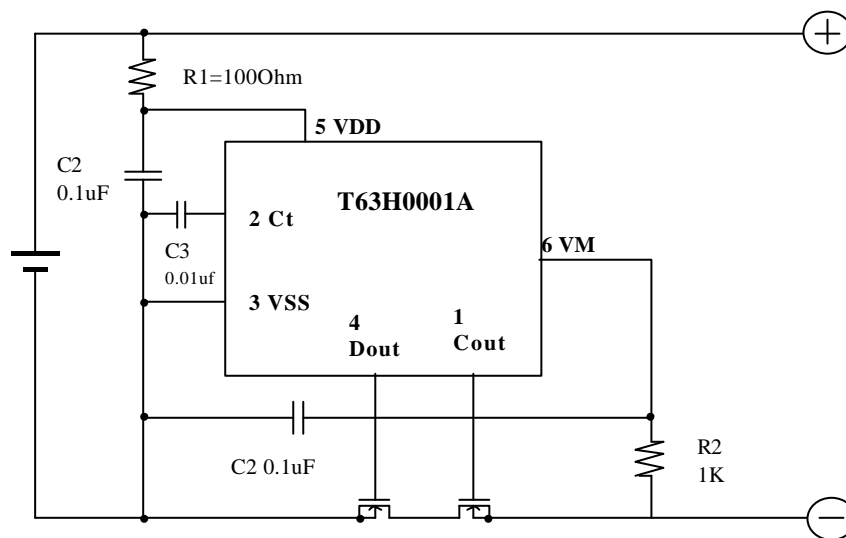 R1=100Ohm
5 VDD
C2
0.1uF
T63H0001A
2 Ct
6 VM
C3
0.01uf
3 VSS
4
Dout
1
Cout
C2 0.1uF
R2
1K